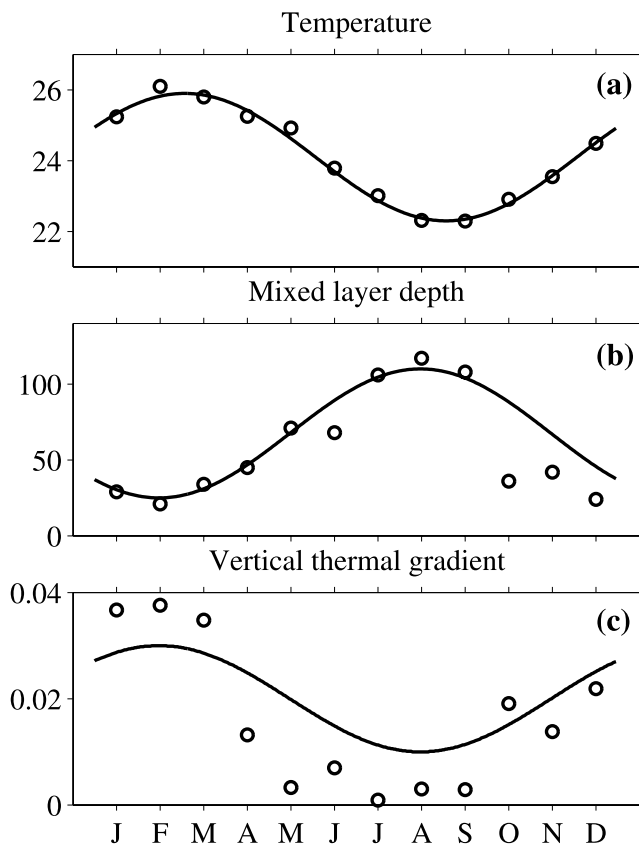 Temperature
(a)
26
24
22
Mixed layer depth
(b)
100
50
0
Vertical thermal gradient
0.04
(c)
0.02
0
J F M A M J J A S O N D